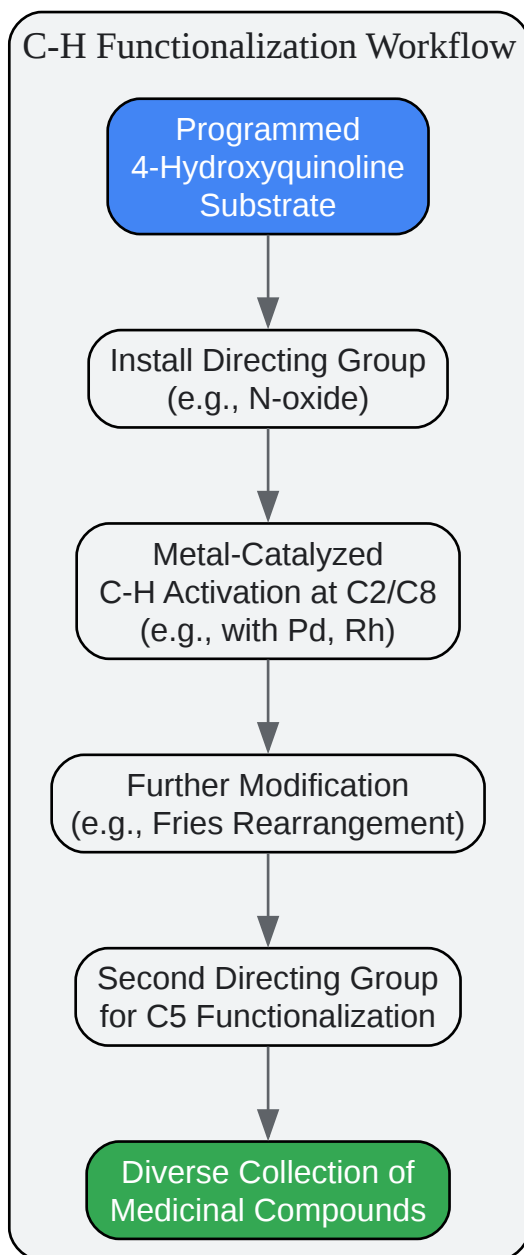 C-H Functionalization Workflow
Programmed
4-Hydroxyquinoline
Substrate
Install Directing Group
(e.g., N-oxide)
Metal-Catalyzed
C-H Activation at C2/C8
(e.g., with Pd, Rh)
Further Modification
(e.g., Fries Rearrangement)
Second Directing Group
for C5 Functionalization
Diverse Collection of
Medicinal Compounds